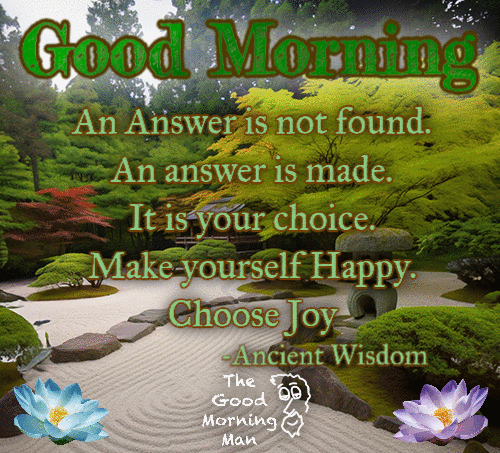 Good Morning
An Answer is not found.
An answer is made.
It is your choice.
Make yourself Happy.
Choose Joy
-Ancient Wisdom
The
Good
Morning
Man